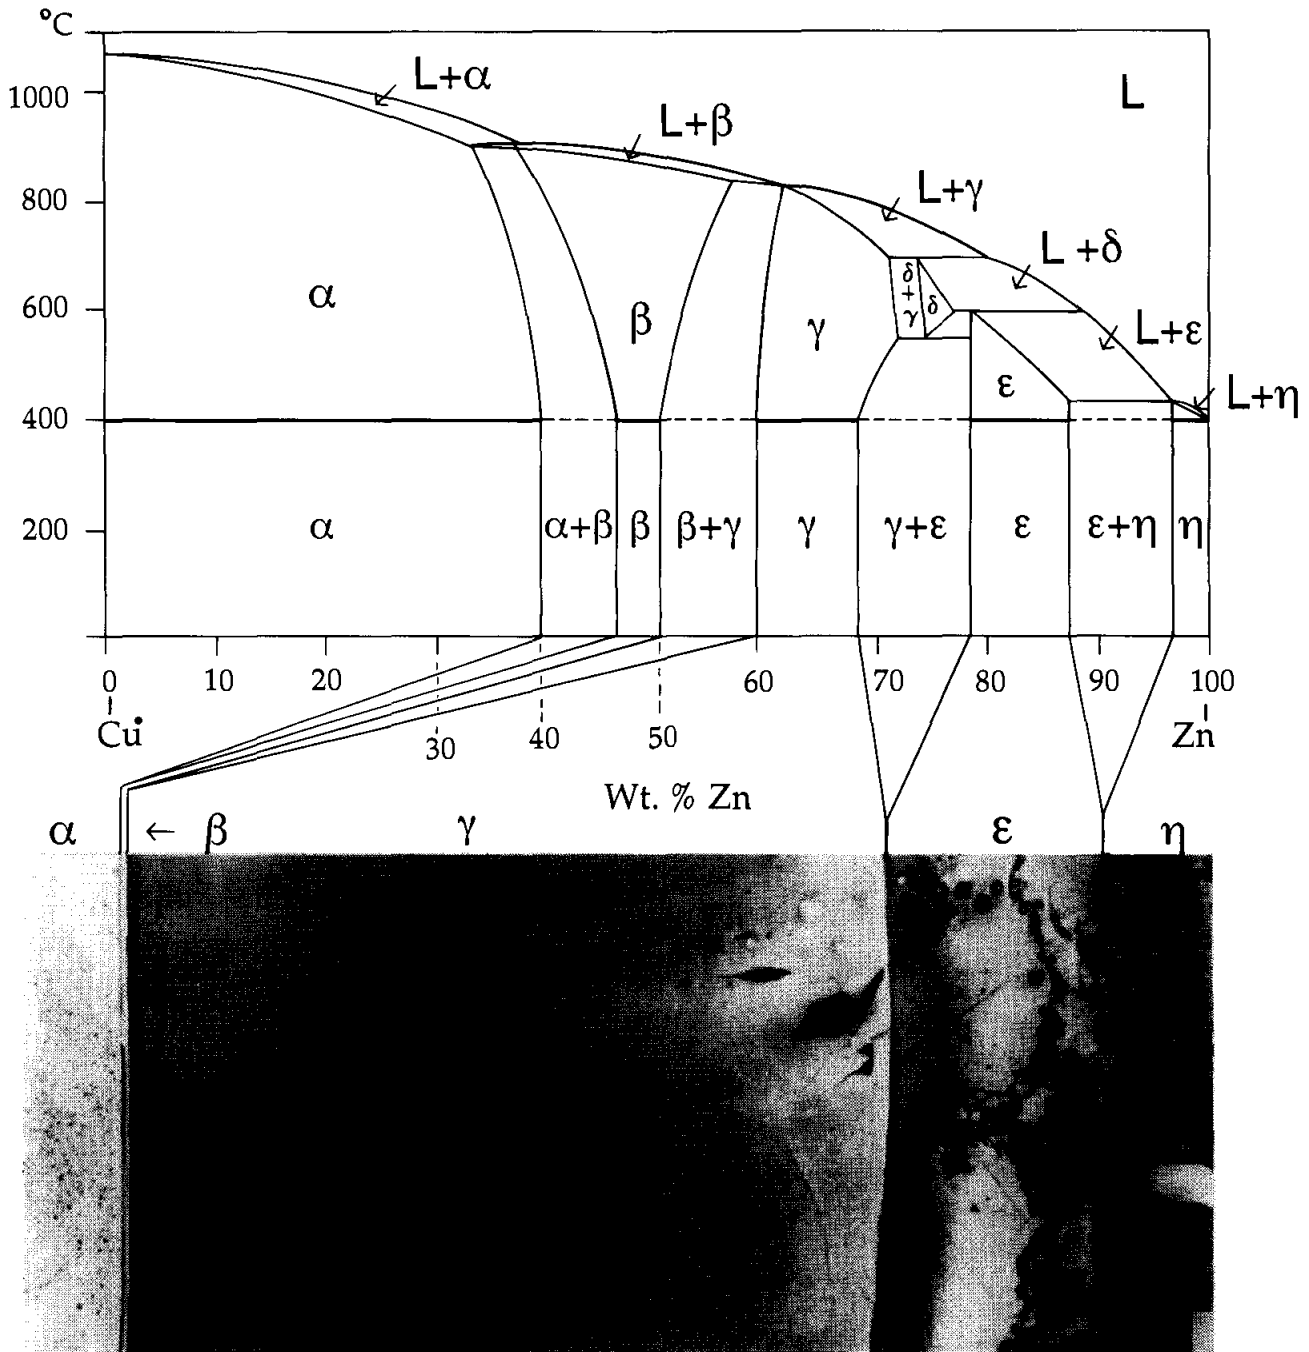 °C
1000
800
600
400
200
L+α
L+β
L
L+γ
L+δ
L+ε
L+η
α
β
γ
δ
+
γ
δ
ε
α
α+β
β
β+γ
γ
γ+ε
ε
ε+η
η
0
10
20
30
40
50
60
70
80
90
100
Cu
Zn
Wt. % Zn
α
← β
γ
ε
η